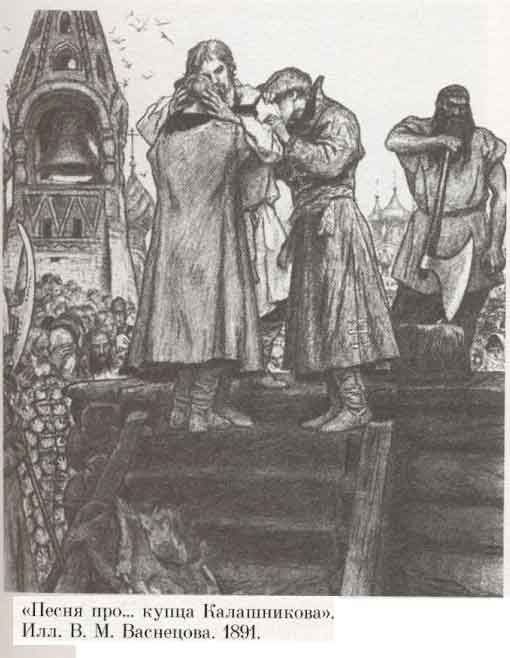 «Песня про... купца Калашникова».
Илл. В. М. Васнецова. 1891.